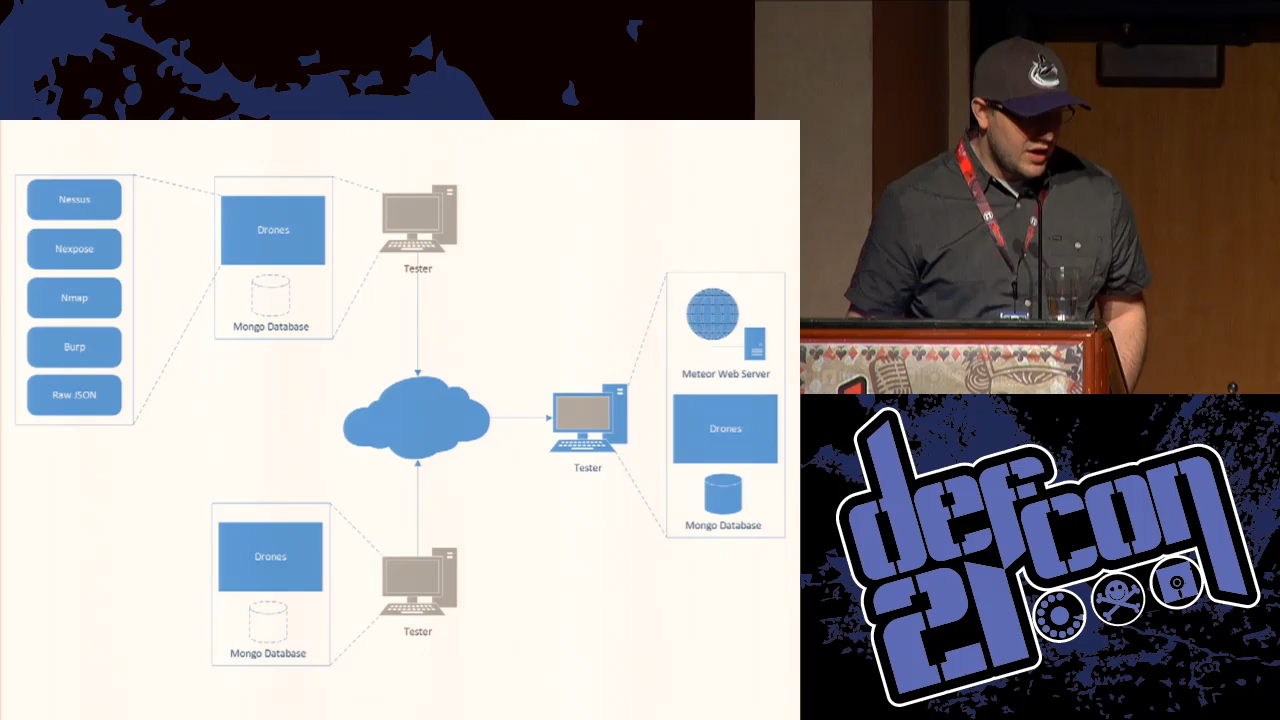 Nessus
Nexpose
Nmap
Burp
Raw JSON
Drones
Mongo Database
Tester
Meteor Web Server
Drones
Mongo Database
Tester
Drones
Mongo Database
Tester
defcon
21